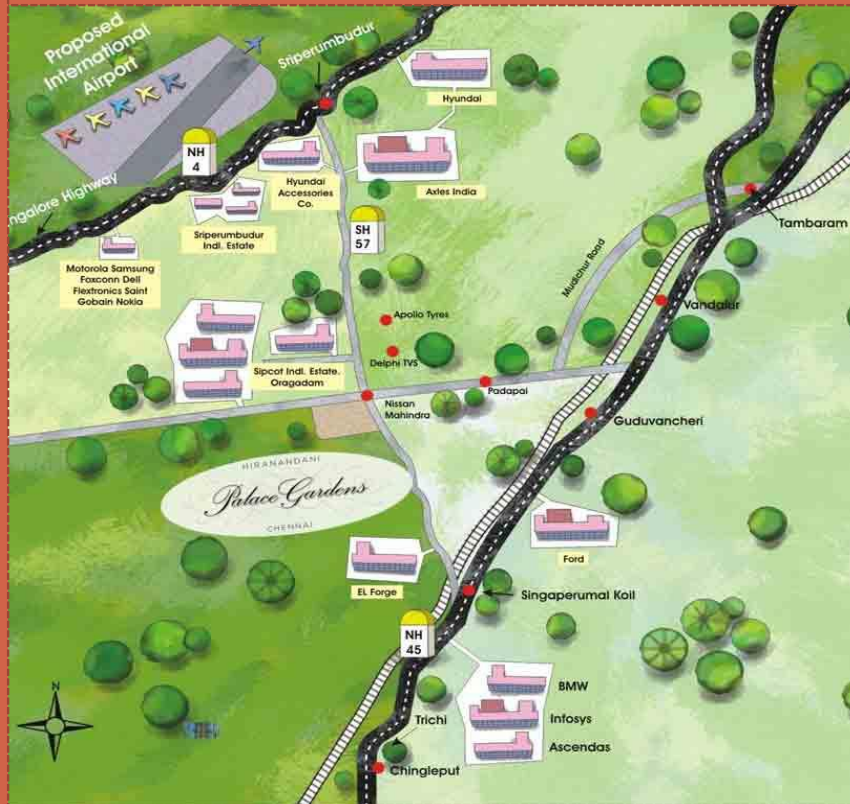 Proposed
International
Airport
Sriperumbudur
Hyundai
NH
4
Hyundai
Accessories
Co.
Axles India
ngalore Highway
Sriperumbudur
Indl. Estate
SH
57
Tambaram
Motorola Samsung
Foxconn Dell
Flextronics Saint
Gobain Nokia
Mudichur Road
Vandalur
Apollo Tyres
Delphi TVS
Sipcot Indl. Estate.
Oragadam
Padapai
Nissan
Mahindra
Guduvancheri
HIRANANDANI
Palace Gardens
CHENNAI
Ford
EL Forge
Singaperumal Koil
NH
45
BMW
Infosys
Ascendas
N
Trichi
Chingleput